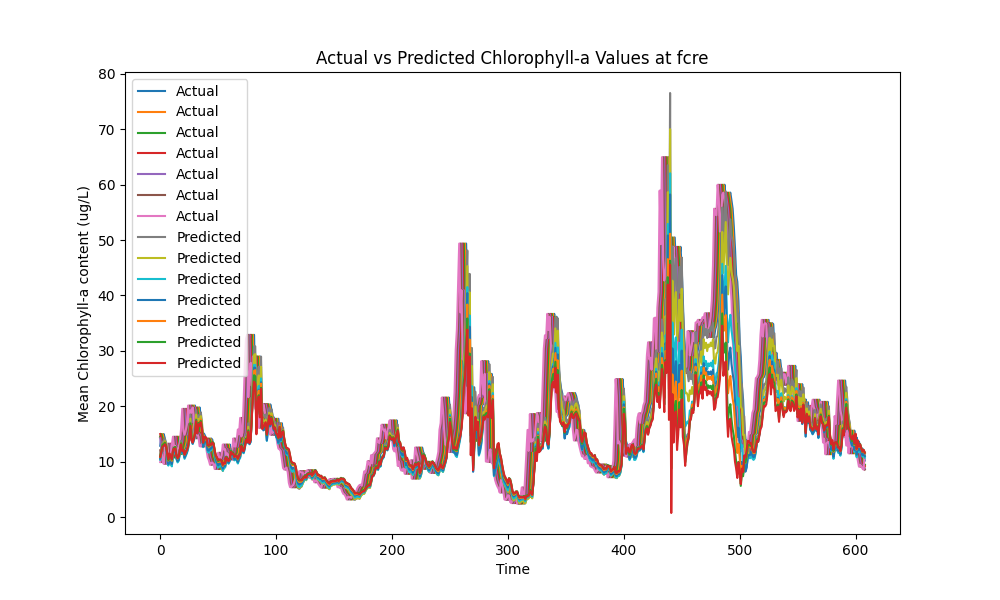 Actual vs Predicted Chlorophyll-a Values at fcre
Mean Chlorophyll-a content (ug/L)
80
70
60
50
40
30
20
10
0
Actual
Actual
Actual
Actual
Actual
Actual
Actual
Predicted
Predicted
Predicted
Predicted
Predicted
Predicted
Predicted
0 100 200 300 400 500 600
Time